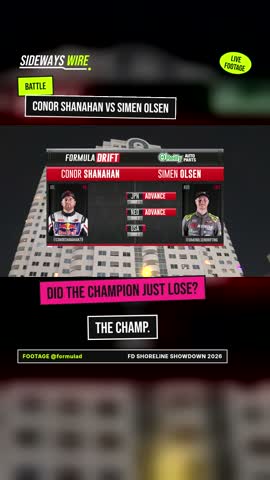 SIDEWAYS WIRE.
LIVE
FOOTAGE
BATTLE
CONOR SHANAHAN VS SIMEN OLSEN
FORMULA DRIFT
O'Reilly AUTO PARTS
CONOR SHANAHAN
SIMEN OLSEN
JPN ADVANCE
NED ADVANCE
USA
DID THE CHAMPION JUST LOSE?
THE CHAMP.
FOOTAGE @formulad
FD SHORELINE SHOWDOWN 2026